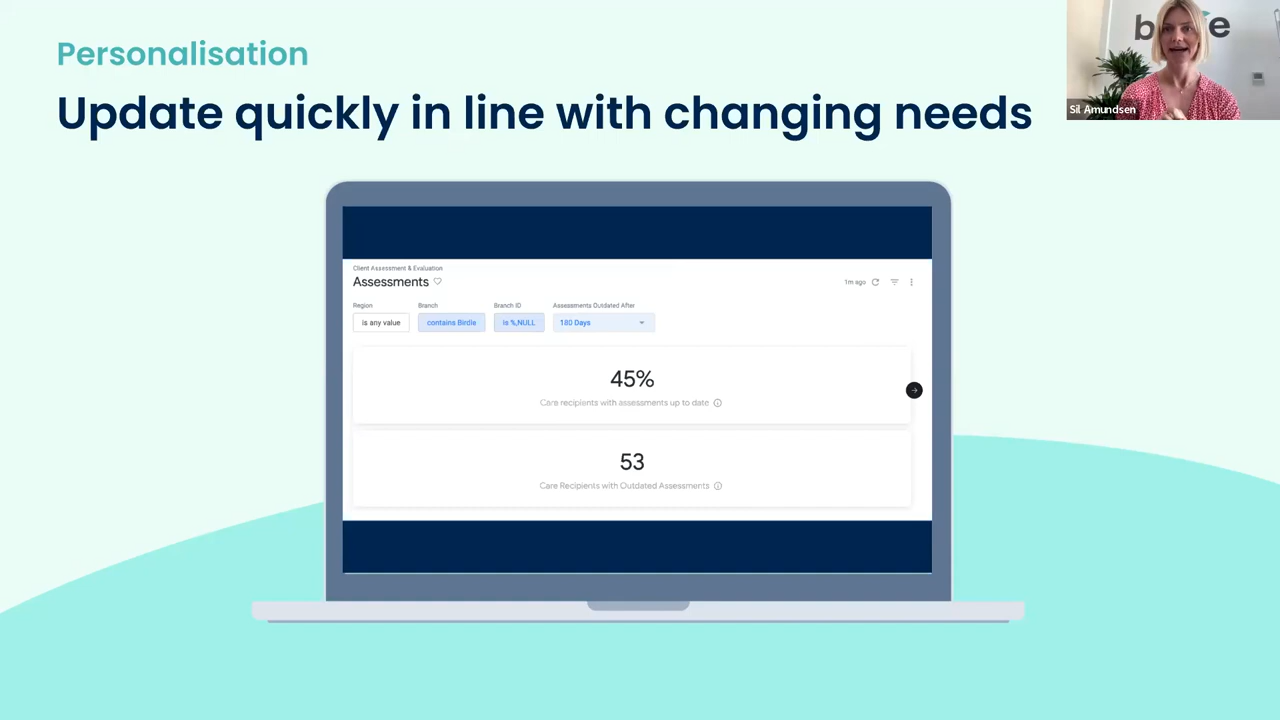 Personalisation
Update quickly in line with changing needs
Sil Amundsen
Client Assessment & Evaluation
Assessments
1m ago
Region
Branch
Branch ID
Assessments Outdated After
is any value
contains Birdie
is %,NULL
180 Days
45%
Care recipients with assessments up to date
53
Care Recipients with Outdated Assessments